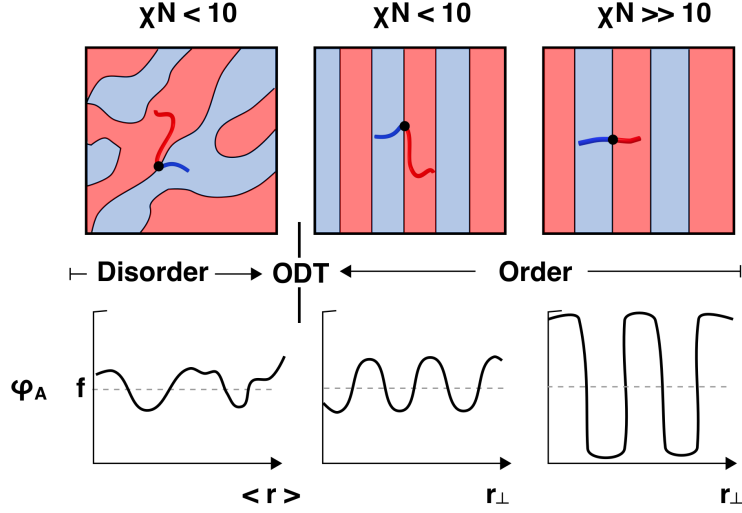 χN < 10
χN < 10
χN >> 10
Disorder
ODT
Order
φA
f
< r >
r⊥
r⊥